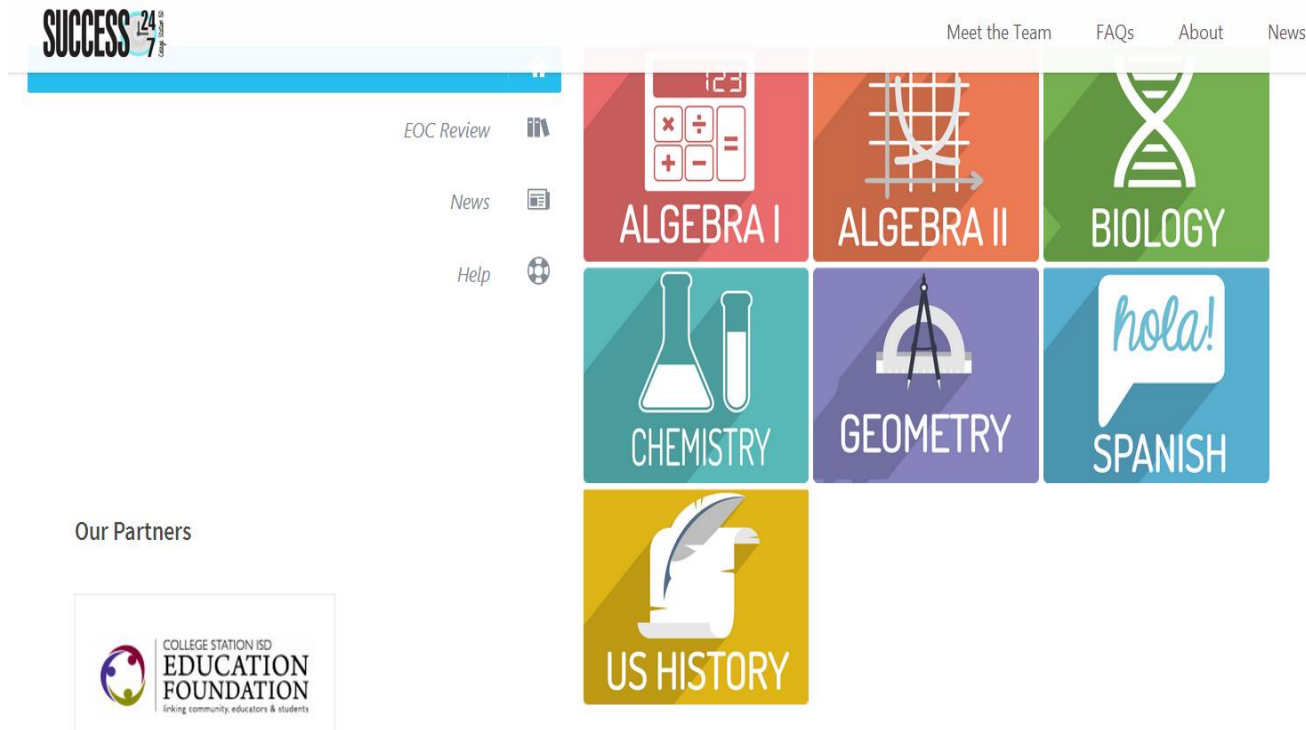 SUCCESS 24
7
College Station ISD
Meet the Team FAQs About News
EOC Review
News
Help
123
ALGEBRA I
ALGEBRA II
BIOLOGY
CHEMISTRY
GEOMETRY
hola!
SPANISH
US HISTORY
Our Partners
COLLEGE STATION ISD
EDUCATION
FOUNDATION
linking community, educators & students